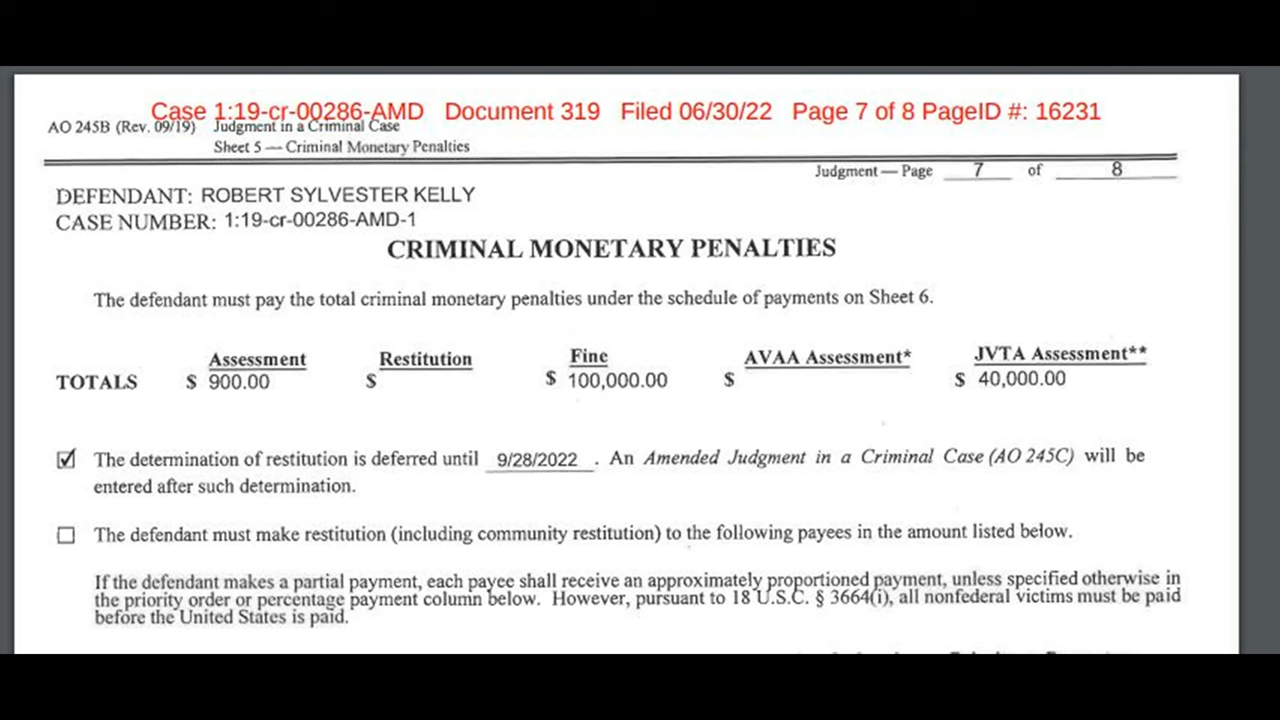 Case 1:19-cr-00286-AMD Document 319 Filed 06/30/22 Page 7 of 8 PageID #: 16231
AO 245B (Rev. 09/19) Judgment in a Criminal Case
Sheet 5 — Criminal Monetary Penalties
Judgment — Page 7 of 8
DEFENDANT: ROBERT SYLVESTER KELLY
CASE NUMBER: 1:19-cr-00286-AMD-1
CRIMINAL MONETARY PENALTIES
The defendant must pay the total criminal monetary penalties under the schedule of payments on Sheet 6.
Assessment Restitution Fine AVAA Assessment* JVTA Assessment**
TOTALS $ 900.00 $ $ 100,000.00 $ $ 40,000.00
☑ The determination of restitution is deferred until 9/28/2022 . An Amended Judgment in a Criminal Case (AO 245C) will be
entered after such determination.
☐ The defendant must make restitution (including community restitution) to the following payees in the amount listed below.
If the defendant makes a partial payment, each payee shall receive an approximately proportioned payment, unless specified otherwise in
the priority order or percentage payment column below. However, pursuant to 18 U.S.C. § 3664(i), all nonfederal victims must be paid
before the United States is paid.